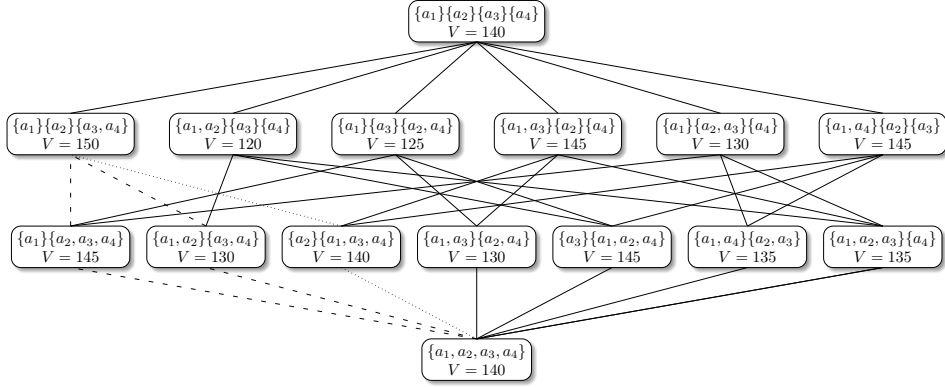 {a₁}{a₂}{a₃}{a₄}
V = 140
{a₁}{a₂}{a₃, a₄}
V = 150
{a₁, a₂}{a₃}{a₄}
V = 120
{a₁}{a₃}{a₂, a₄}
V = 125
{a₁, a₃}{a₂}{a₄}
V = 145
{a₁}{a₂, a₃}{a₄}
V = 130
{a₁, a₄}{a₂}{a₃}
V = 145
{a₁}{a₂, a₃, a₄}
V = 145
{a₁, a₂}{a₃, a₄}
V = 130
{a₂}{a₁, a₃, a₄}
V = 140
{a₁, a₃}{a₂, a₄}
V = 130
{a₃}{a₁, a₂, a₄}
V = 145
{a₁, a₄}{a₂, a₃}
V = 135
{a₁, a₂, a₃}{a₄}
V = 135
{a₁, a₂, a₃, a₄}
V = 140